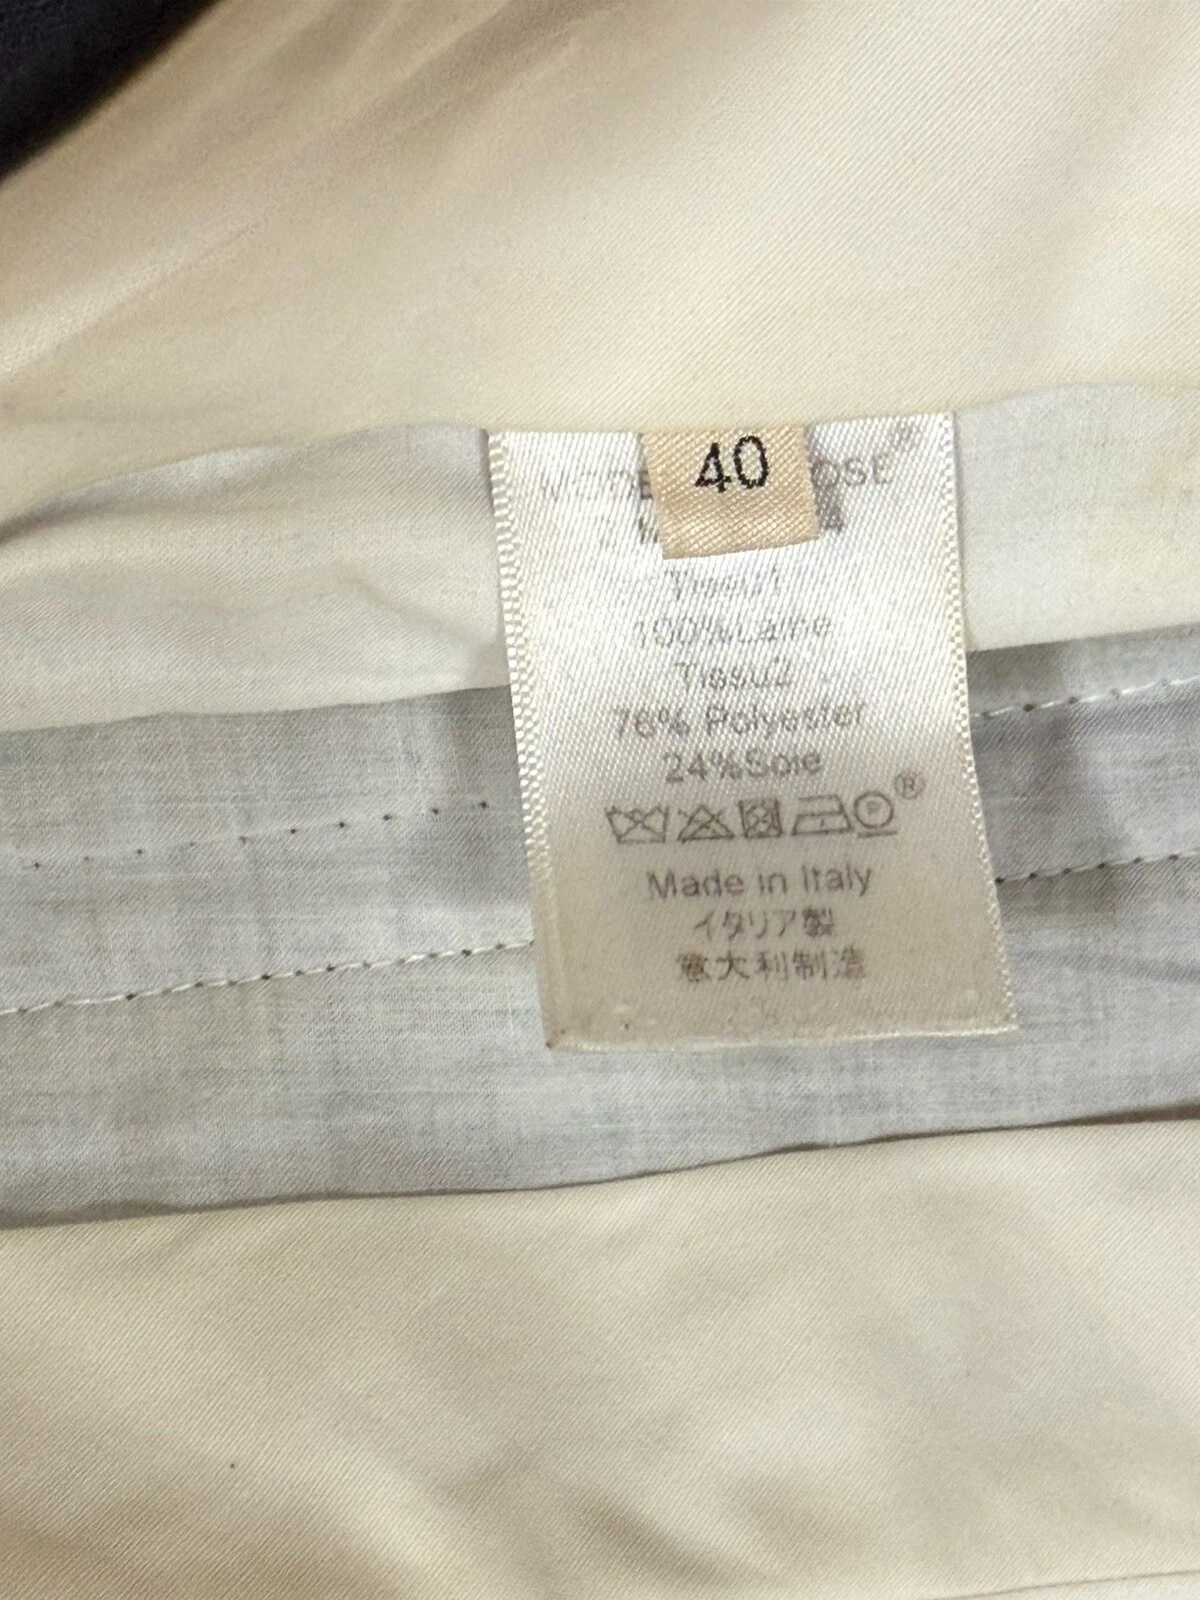 40
Tissu1
100%Laine
Tissu2
76% Polyester
24%Soie
P ®
Made in Italy
イタリア製
意大利制造